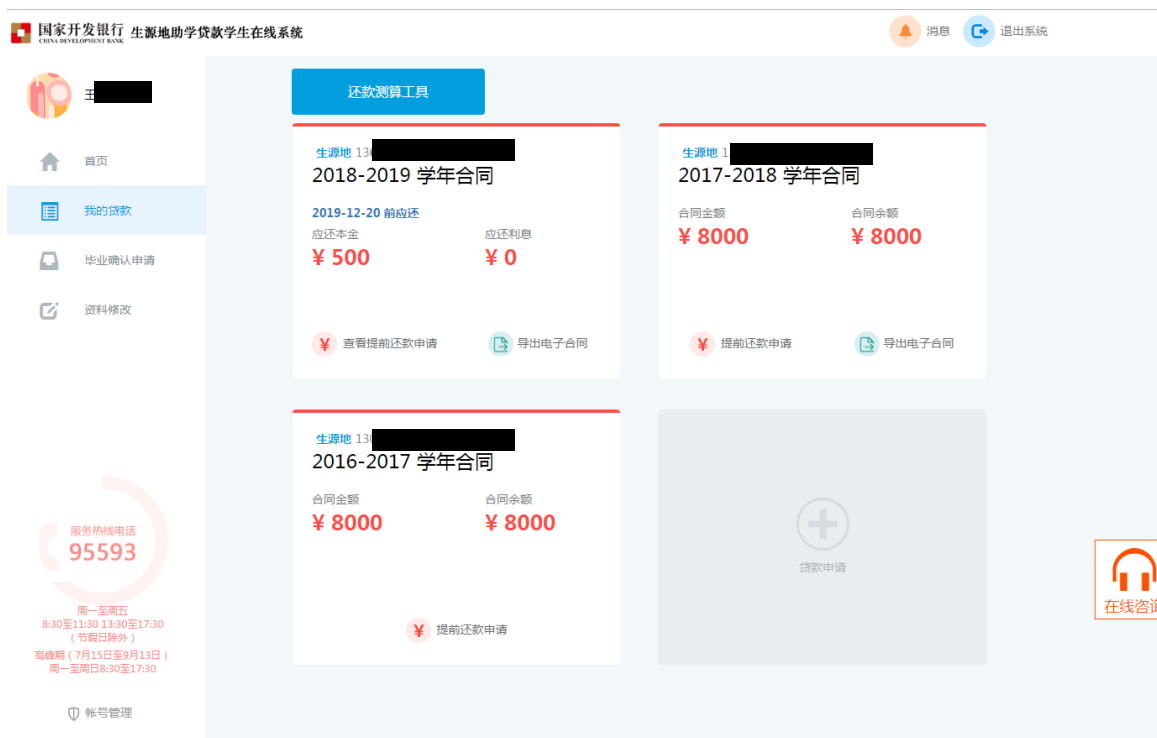 国家开发银行 生源地助学贷款学生在线系统
CHINA DEVELOPMENT BANK
消息
退出系统
王
首页
我的贷款
毕业确认申请
资料修改
服务热线电话
95593
周一至周五
8:30至11:30 13:30至17:30
（节假日除外）
高峰期（7月15日至9月13日）
周一至周日8:30至17:30
帐号管理
还款测算工具
生源地 136
2018-2019 学年合同
2019-12-20 前应还
应还本金 应还利息
¥ 500 ¥ 0
查看提前还款申请 导出电子合同
生源地 1
2017-2018 学年合同
合同金额 合同余额
¥ 8000 ¥ 8000
提前还款申请 导出电子合同
生源地 130
2016-2017 学年合同
合同金额 合同余额
¥ 8000 ¥ 8000
提前还款申请
贷款申请
在线咨询